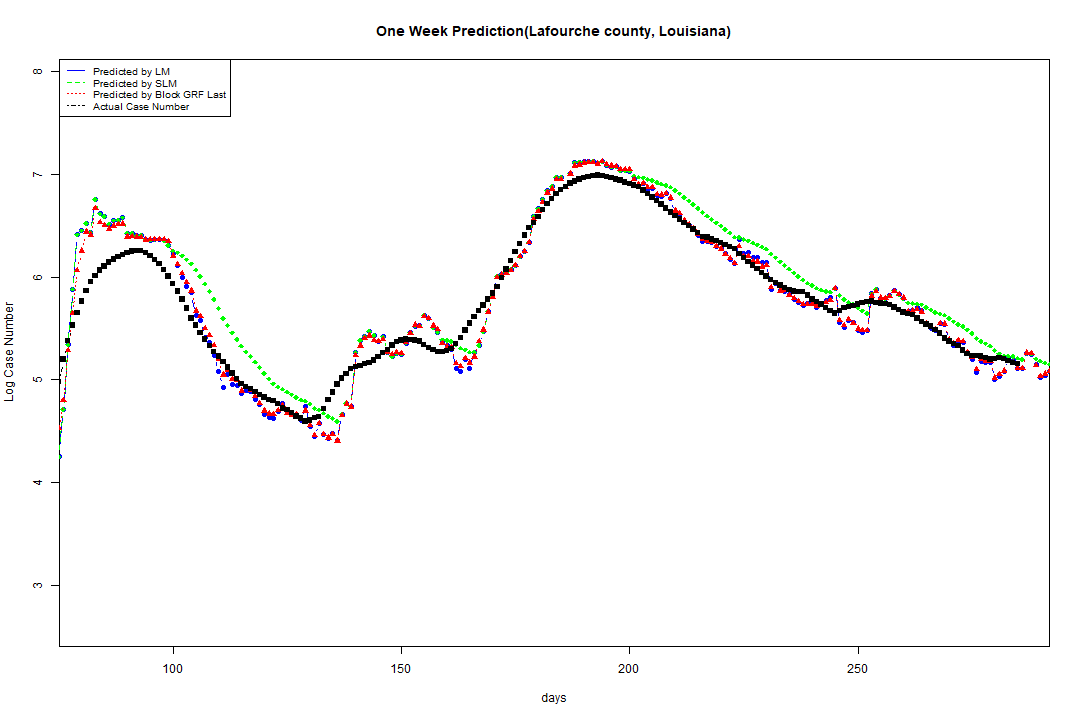 One Week Prediction(Lafourche county, Louisiana)
Predicted by LM
Predicted by SLM
Predicted by Block GRF Last
Actual Case Number
8
7
6
5
4
3
Log Case Number
100
150
200
250
days